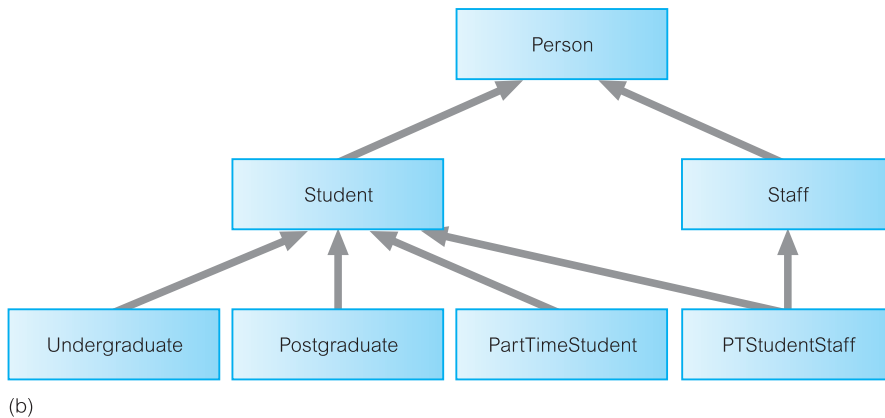 Person
Student
Staff
Undergraduate
Postgraduate
PartTimeStudent
PTStudentStaff
(b)